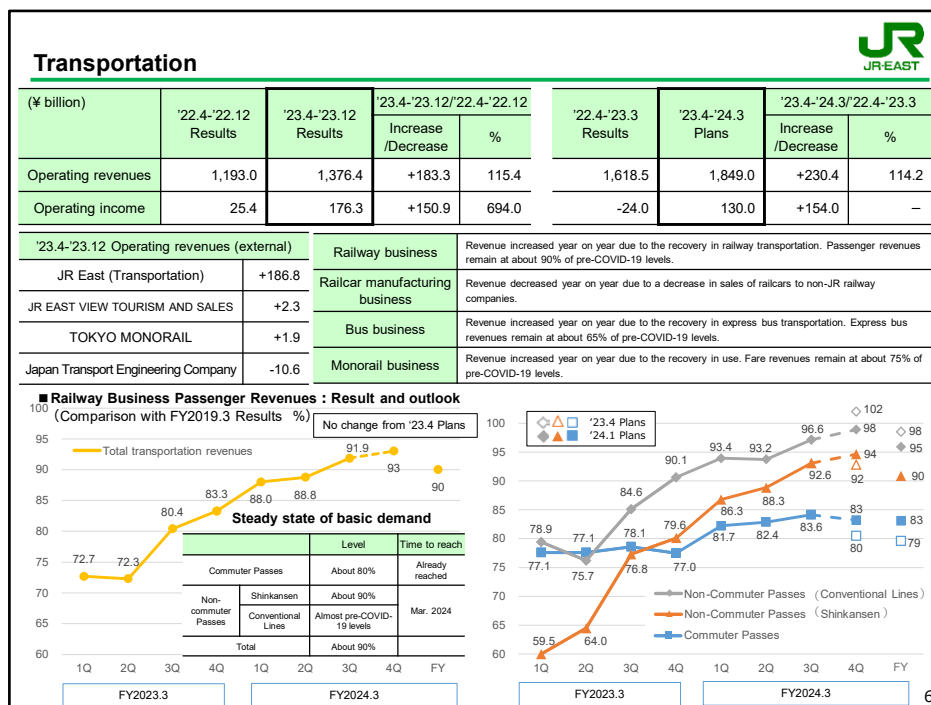 Transportation
JR
JR-EAST
(¥ billion)
'22.4-'22.12 Results
'23.4-'23.12 Results
'23.4-'23.12/'22.4-'22.12
Increase /Decrease
%
'22.4-'23.3 Results
'23.4-'24.3 Plans
'23.4-'24.3/'22.4-'23.3
Increase /Decrease
%
Operating revenues 1,193.0 1,376.4 +183.3 115.4 1,618.5 1,849.0 +230.4 114.2
Operating income 25.4 176.3 +150.9 694.0 -24.0 130.0 +154.0 –
'23.4-'23.12 Operating revenues (external)
JR East (Transportation) +186.8
JR EAST VIEW TOURISM AND SALES +2.3
TOKYO MONORAIL +1.9
Japan Transport Engineering Company -10.6
Railway business
Revenue increased year on year due to the recovery in railway transportation. Passenger revenues
remain at about 90% of pre-COVID-19 levels.
Railcar manufacturing
business
Revenue decreased year on year due to a decrease in sales of railcars to non-JR railway
companies.
Bus business
Revenue increased year on year due to the recovery in express bus transportation. Express bus
revenues remain at about 65% of pre-COVID-19 levels.
Monorail business
Revenue increased year on year due to the recovery in use. Fare revenues remain at about 75% of
pre-COVID-19 levels.
■Railway Business Passenger Revenues : Result and outlook
（Comparison with FY2019.3 Results %)
No change from '23.4 Plans
100
95
90
85
80
75
70
65
60
Total transportation revenues
72.7
72.3
80.4
83.3
88.0
88.8
91.9
93
90
Steady state of basic demand
Level
Time to reach
Commuter Passes
About 80%
Already
reached
Non-
commuter
Passes
Shinkansen
About 90%
Conventional
Lines
Almost pre-COVID-
19 levels
Mar. 2024
Total
About 90%
1Q 2Q 3Q 4Q 1Q 2Q 3Q 4Q FY
FY2023.3
FY2024.3
100
95
90
85
80
75
70
65
60
'23.4 Plans
'24.1 Plans
78.9
75.7
84.6
90.1
93.4
93.2
96.6
98
102
98
95
59.5
64.0
76.8
79.6
86.3
88.3
92.6
94
92
90
77.1
77.1
78.1
77.0
81.7
82.4
83.6
83
80
83
79
Non-Commuter Passes （Conventional Lines）
Non-Commuter Passes （Shinkansen）
Commuter Passes
1Q 2Q 3Q 4Q 1Q 2Q 3Q 4Q FY
FY2023.3
FY2024.3
6